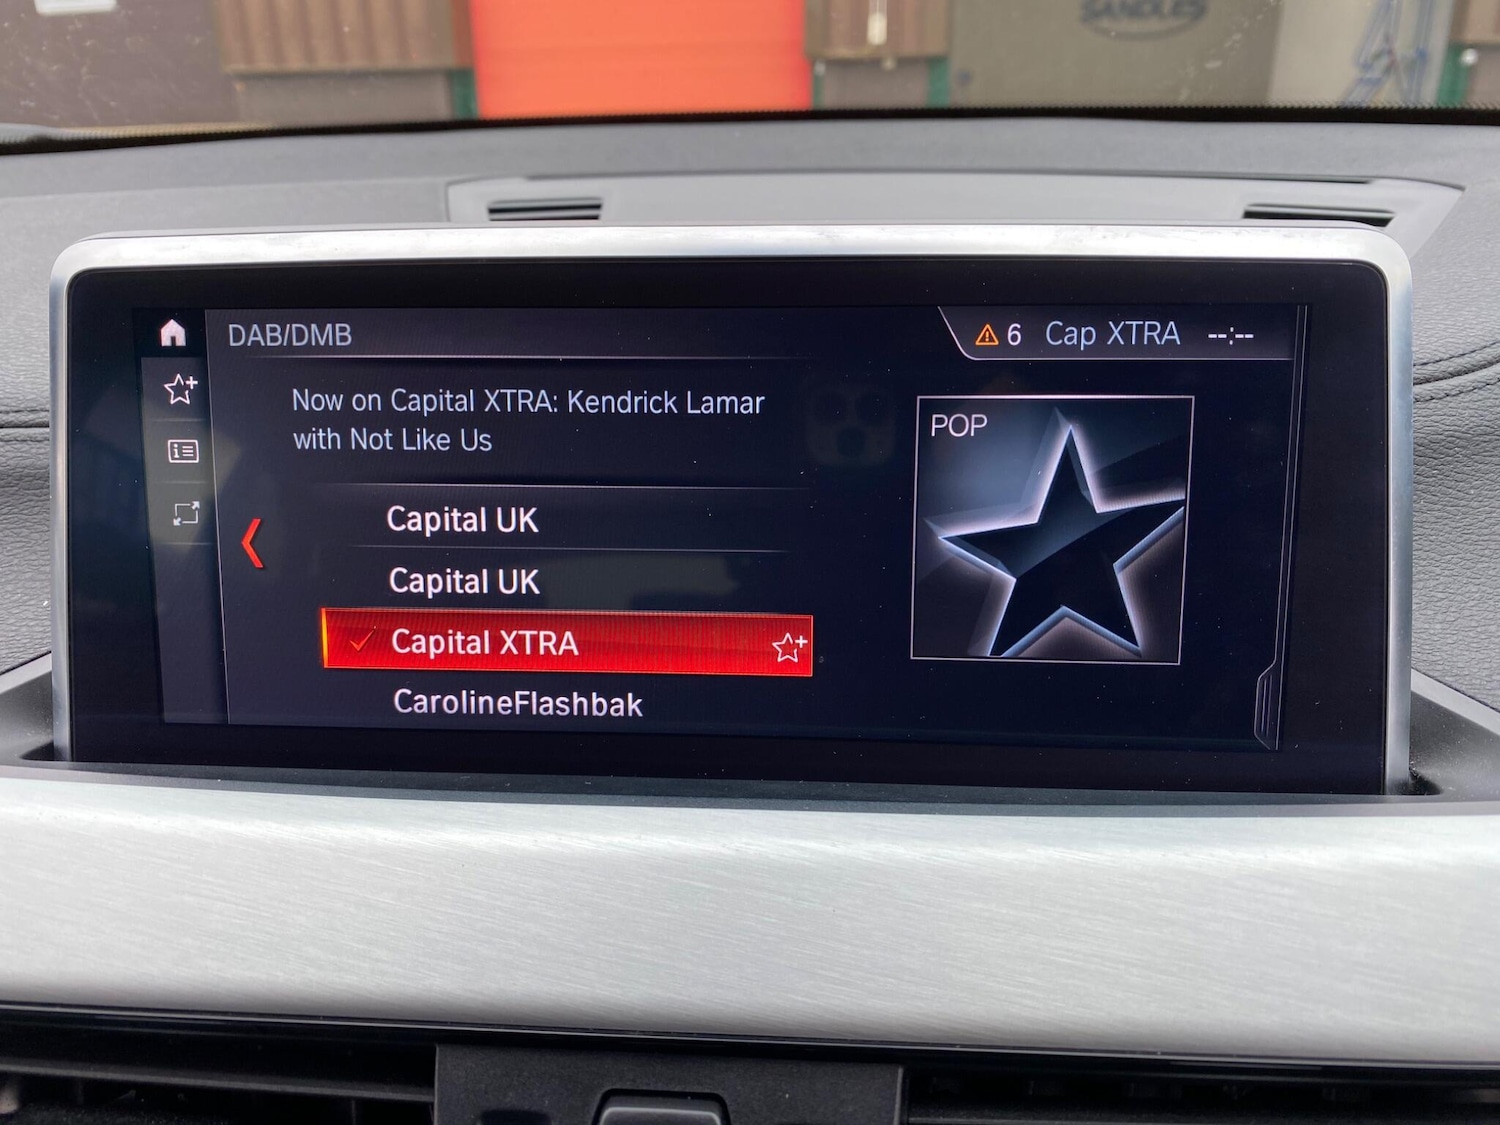 SANDLES
DAB/DMB
6 Cap XTRA --:--
Now on Capital XTRA: Kendrick Lamar
with Not Like Us
POP
Capital UK
Capital UK
Capital XTRA
CarolineFlashbak